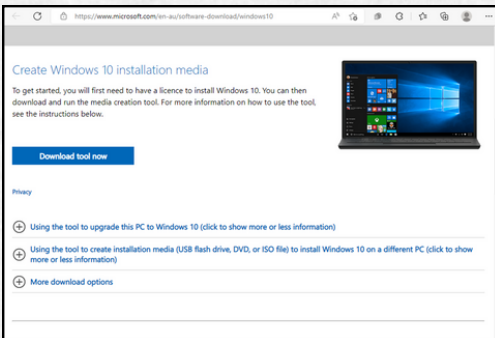 https://www.microsoft.com/en-au/software-download/windows10
Create Windows 10 installation media
To get started, you will first need to have a licence to install Windows 10. You can then
download and run the media creation tool. For more information on how to use the tool,
see the instructions below.
Download tool now
Privacy
Using the tool to upgrade this PC to Windows 10 (click to show more or less information)
Using the tool to create installation media (USB flash drive, DVD, or ISO file) to install Windows 10 on a different PC (click to show
more or less information)
More download options